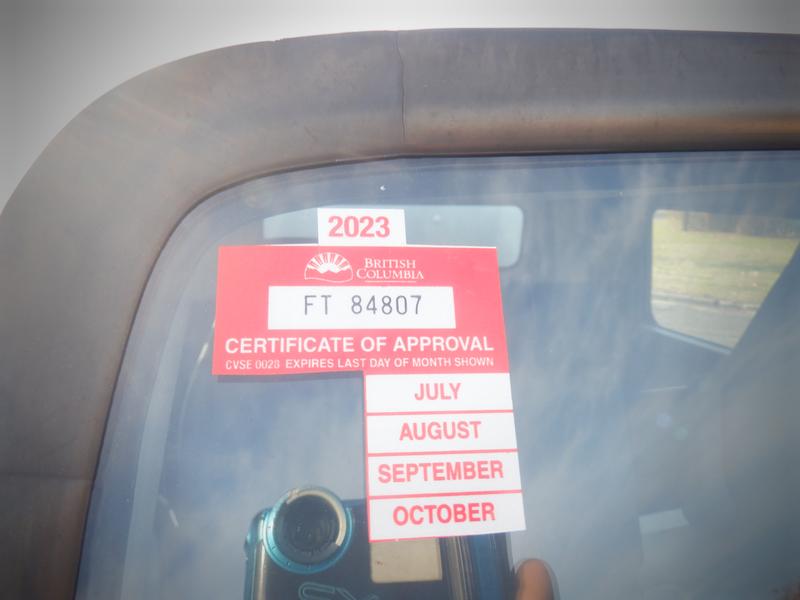 2023
BRITISH
COLUMBIA
FT 84807
CERTIFICATE OF APPROVAL
CVSE 0028 EXPIRES LAST DAY OF MONTH SHOWN
JULY
AUGUST
SEPTEMBER
OCTOBER